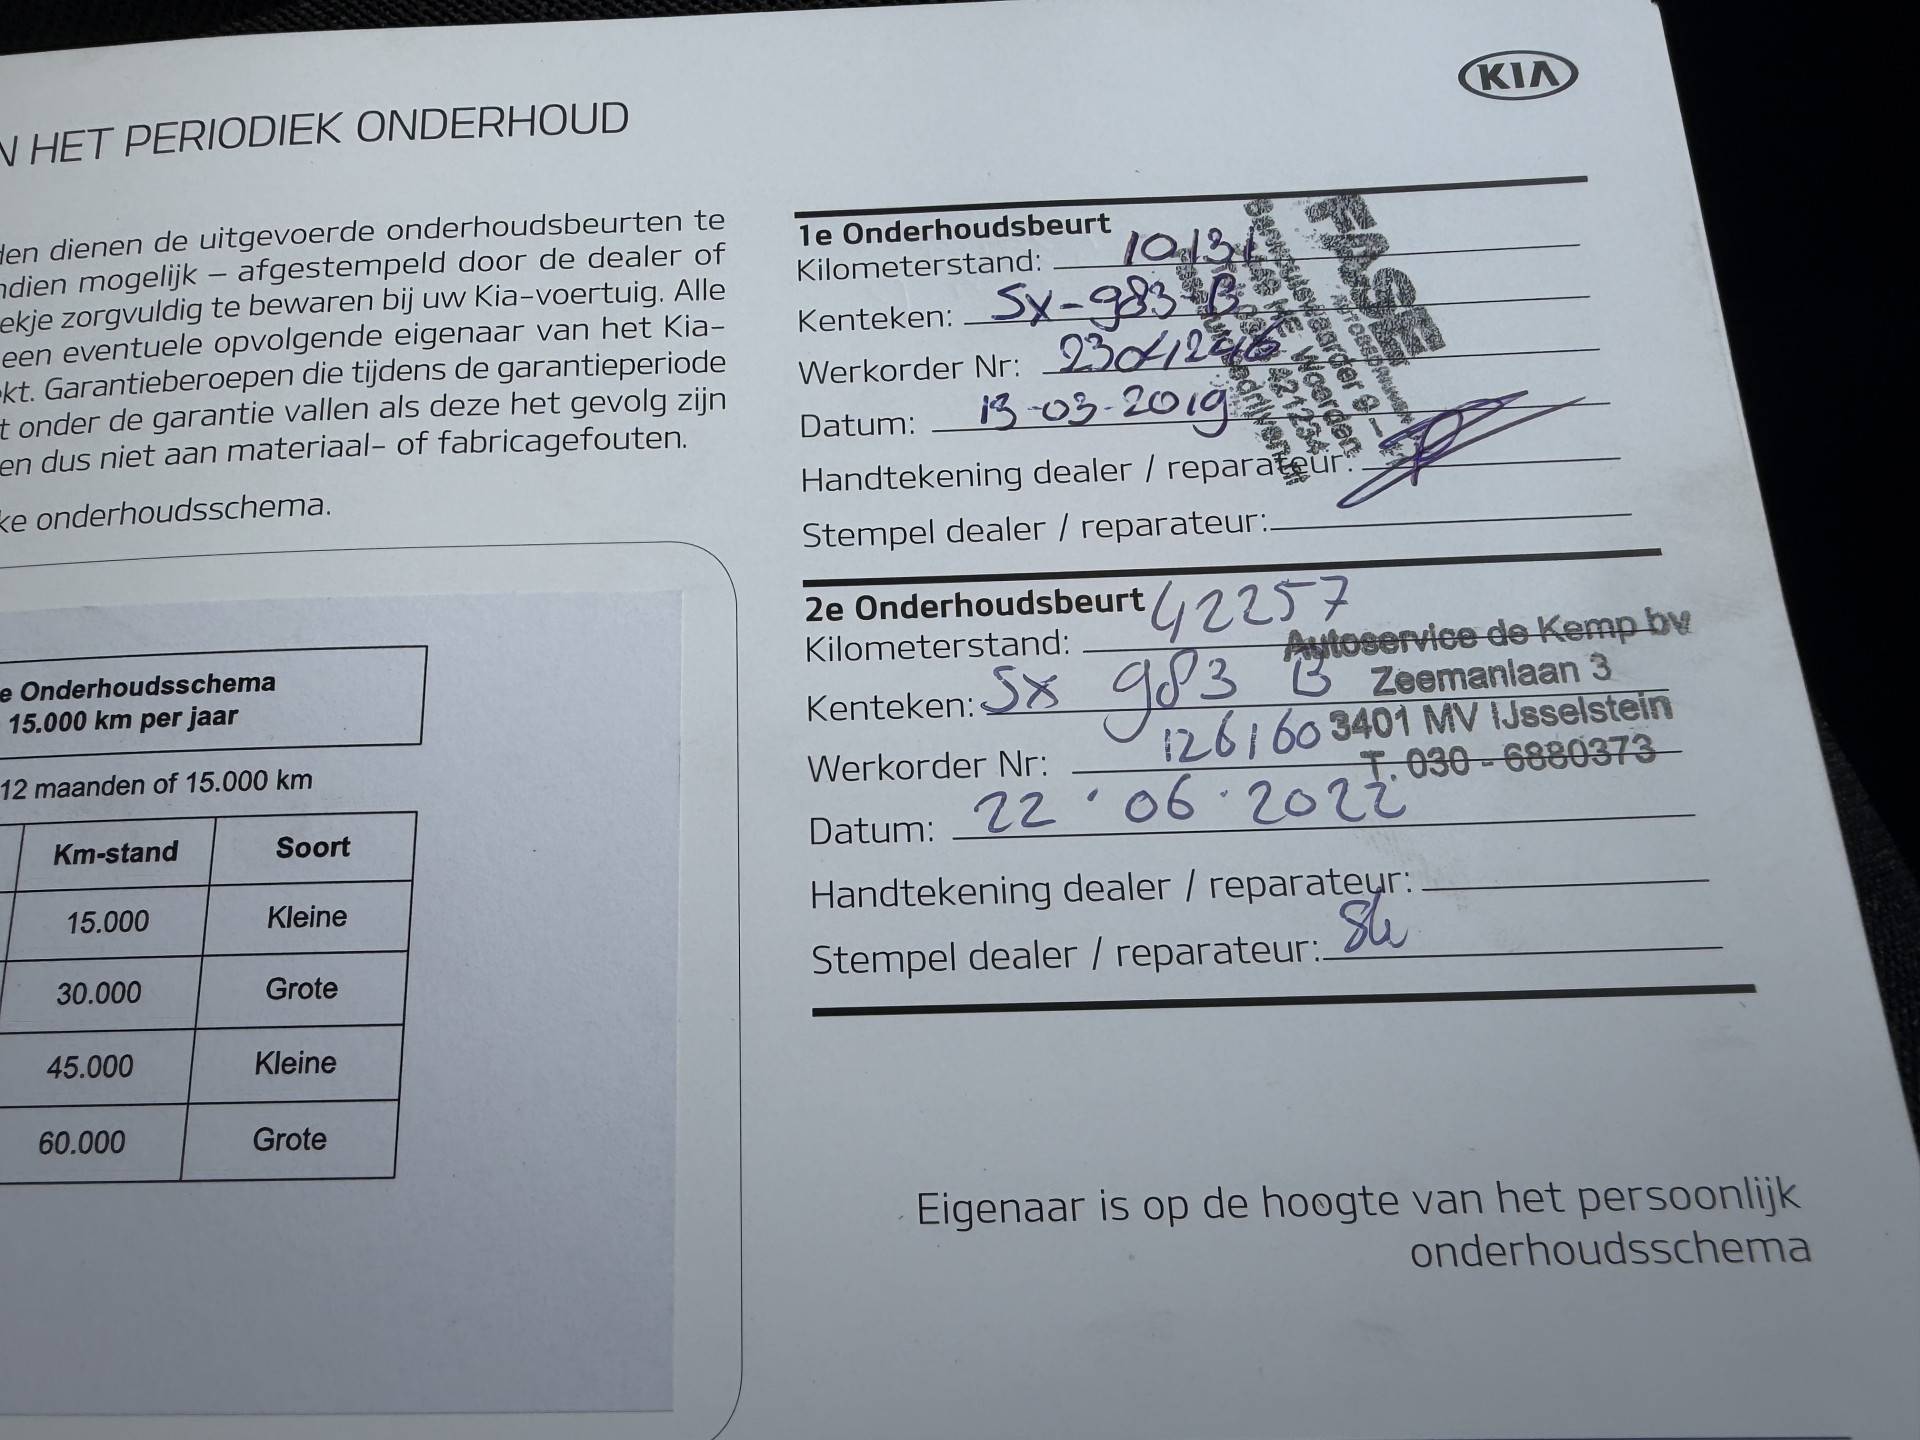 KIA
N HET PERIODIEK ONDERHOUD
den dienen de uitgevoerde onderhoudsbeurten te
ndien mogelijk – afgestempeld door de dealer of
ekje zorgvuldig te bewaren bij uw Kia-voertuig. Alle
een eventuele opvolgende eigenaar van het Kia-
kt. Garantieberoepen die tijdens de garantieperiode
t onder de garantie vallen als deze het gevolg zijn
en dus niet aan materiaal- of fabricagefouten.
ke onderhoudsschema.
e Onderhoudsschema
15.000 km per jaar
12 maanden of 15.000 km
Km-stand Soort
15.000 Kleine
30.000 Grote
45.000 Kleine
60.000 Grote
1e Onderhoudsbeurt
Kilometerstand: 10131
Kenteken: SX-983-B
Werkorder Nr:
Datum: 13-03-2019
Handtekening dealer / reparateur:
Stempel dealer / reparateur:
Woerden
2e Onderhoudsbeurt
Kilometerstand: 42257
Kenteken: SX 983 B
Werkorder Nr: 126160
Datum: 22.06.2022
Handtekening dealer / reparateur:
Stempel dealer / reparateur:
Autoservice de Kemp bv
Zeemanlaan 3
3401 MV IJsselstein
T. 030 - 6880373
Eigenaar is op de hoogte van het persoonlijk
onderhoudsschema